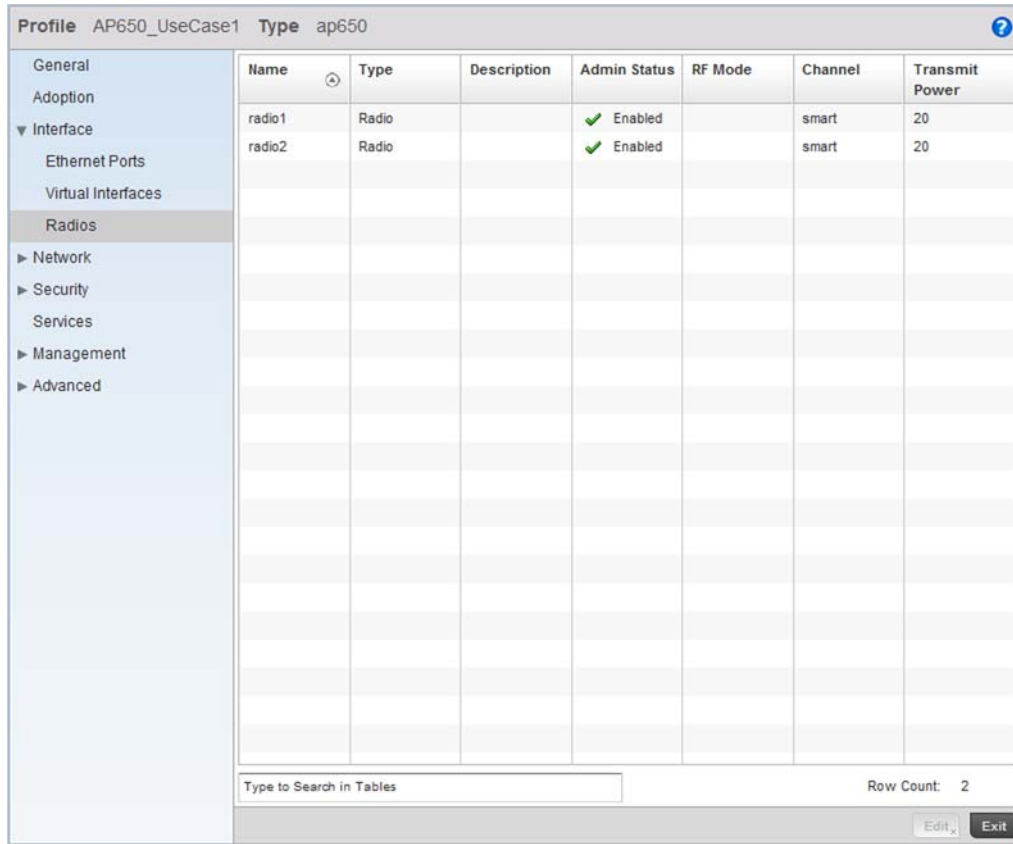 Profile AP650_UseCase1 Type ap650
General
Adoption
Interface
Ethernet Ports
Virtual Interfaces
Radios
Network
Security
Services
Management
Advanced
Name Type Description Admin Status RF Mode Channel Transmit Power
radio1 Radio Enabled smart 20
radio2 Radio Enabled smart 20
Type to Search in Tables Row Count: 2
Edit Exit